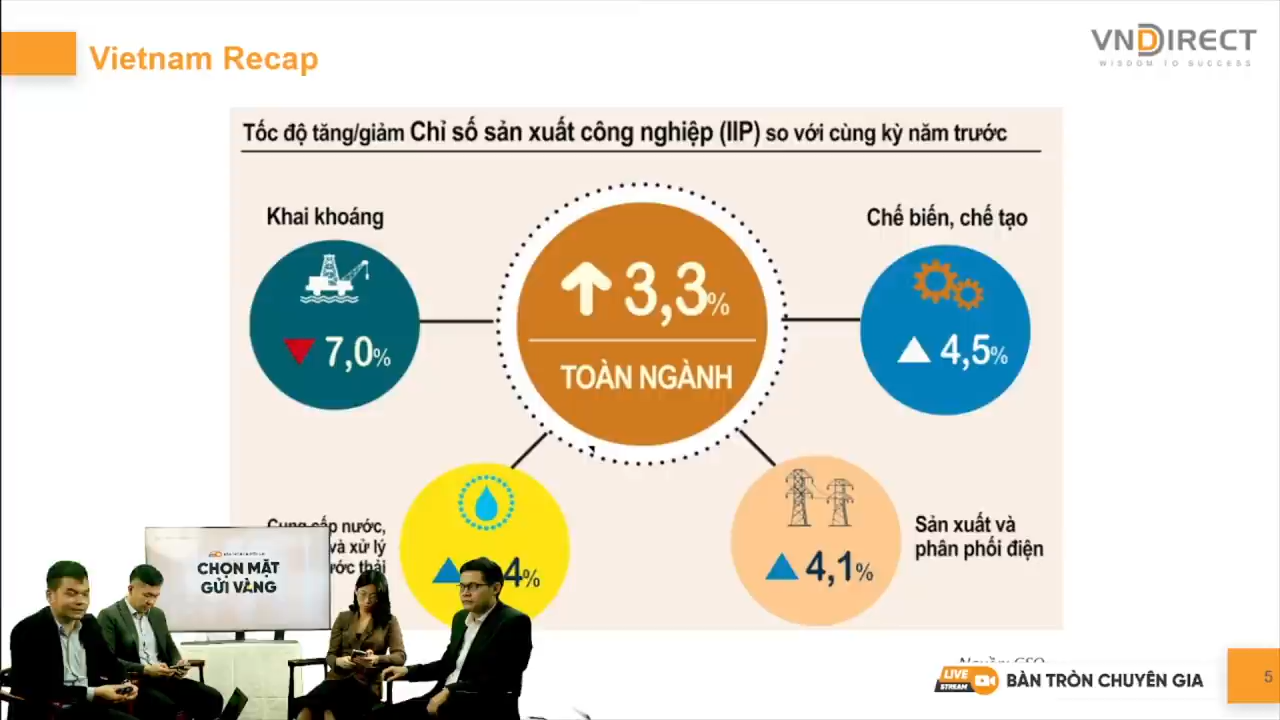 Vietnam Recap
VNDIRECT
WISDOM TO SUCCESS
Tốc độ tăng/giảm Chỉ số sản xuất công nghiệp (IIP) so với cùng kỳ năm trước
Khai khoáng
7,0%
3,3%
TOÀN NGÀNH
Chế biến, chế tạo
4,5%
nước,
và xử lý
thải
4%
4,1%
Sản xuất và
phân phối điện
CHỌN MẶT
GỬI VÀNG
LIVE
STREAM
BÀN TRÒN CHUYÊN GIA
5